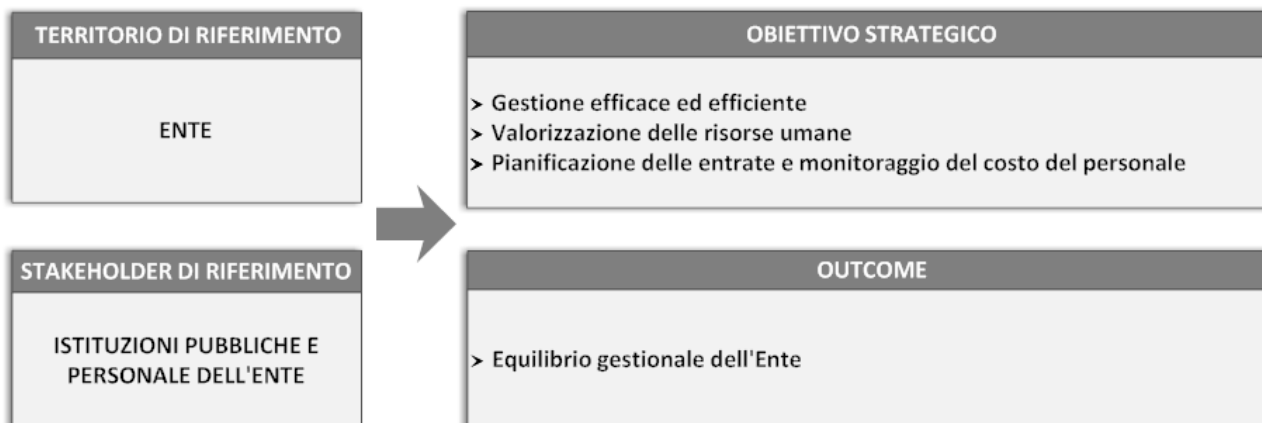 TERRITORIO DI RIFERIMENTO
ENTE
STAKEHOLDER DI RIFERIMENTO
ISTITUZIONI PUBBLICHE E
PERSONALE DELL'ENTE
OBIETTIVO STRATEGICO
➤ Gestione efficace ed efficiente
➤ Valorizzazione delle risorse umane
➤ Pianificazione delle entrate e monitoraggio del costo del personale
OUTCOME
➤ Equilibrio gestionale dell'Ente